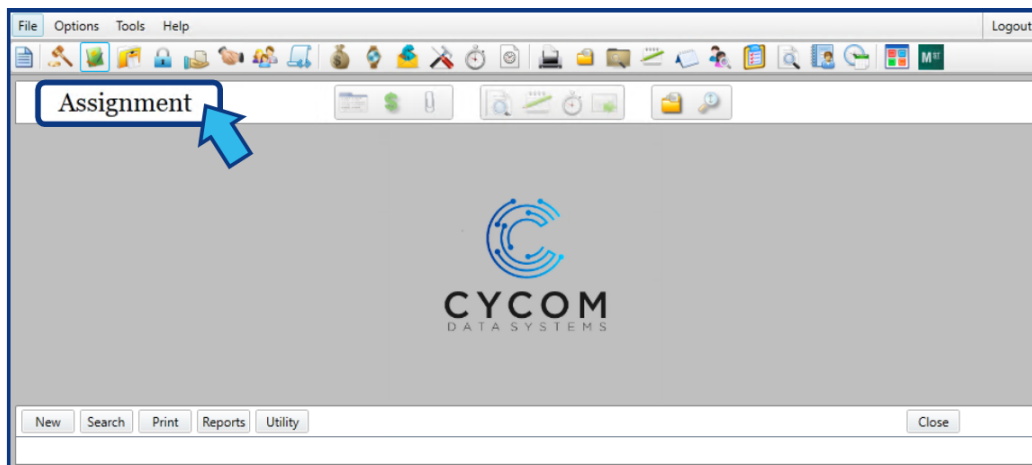 File Options Tools Help Logout
Assignment
CYCOM
DATA SYSTEMS
New Search Print Reports Utility Close